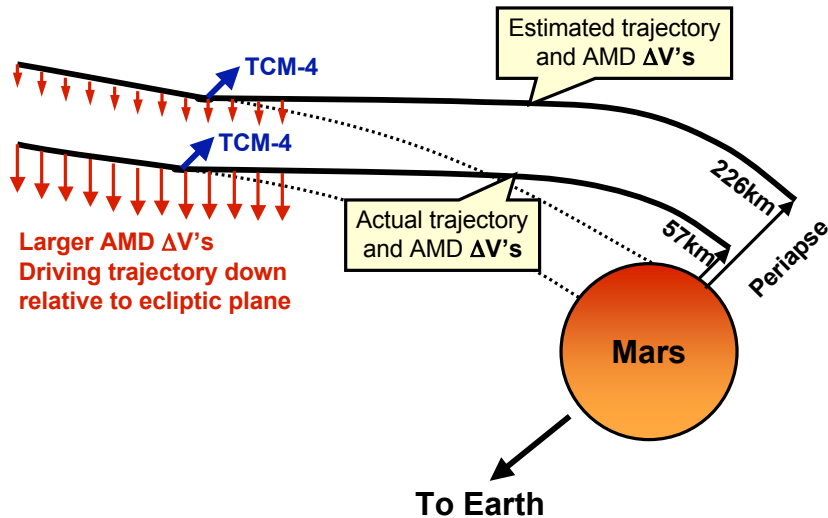 TCM-4
Estimated trajectory
and AMD ΔV's
TCM-4
226km
57km
Periapse
Actual trajectory
and AMD ΔV's
Larger AMD ΔV's
Driving trajectory down
relative to ecliptic plane
Mars
To Earth